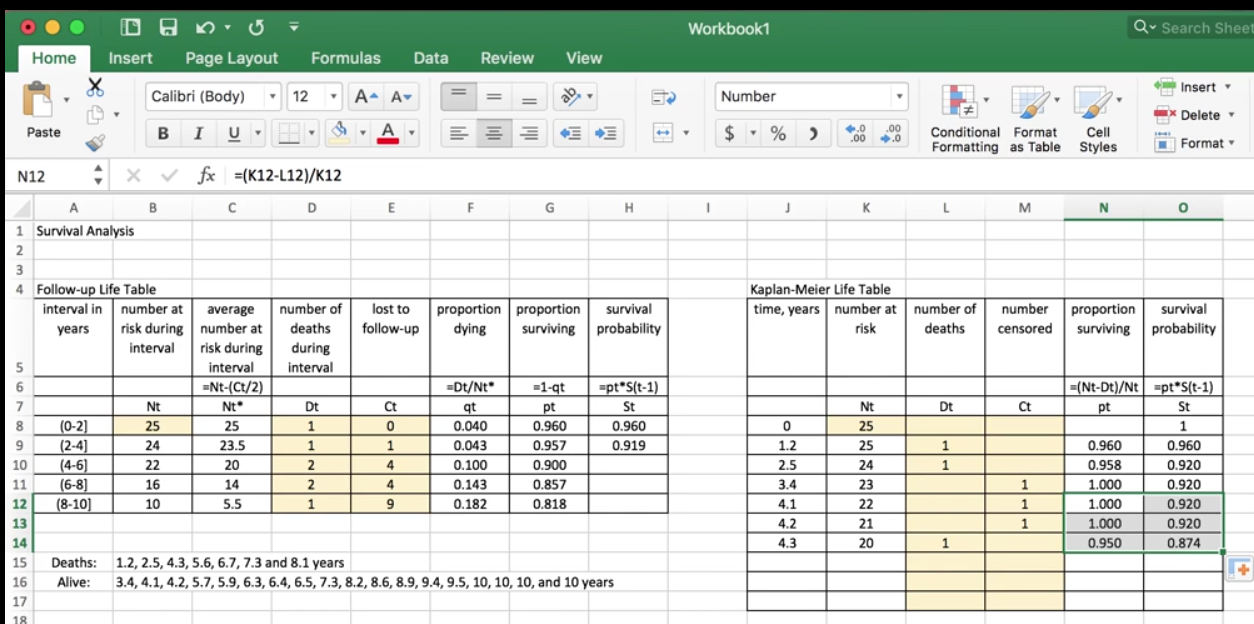 Workbook1
Search Sheet
Home Insert Page Layout Formulas Data Review View
Paste
Calibri (Body) 12 A A
B I U A
Number
$ % )
.0 .00
.00 .0
Conditional Formatting
Format as Table
Cell Styles
Insert
Delete
Format
N12 fx =(K12-L12)/K12
A B C D E F G H I J K L M N O
1 Survival Analysis
2
3
4 Follow-up Life Table Kaplan-Meier Life Table
interval in number at average number of lost to proportion proportion survival time, years number at number of number proportion survival
years risk during number at deaths follow-up dying surviving probability risk deaths censored surviving probability
interval risk during during
5 interval interval
6 =Nt-(Ct/2) =Dt/Nt* =1-qt =pt*S(t-1) =(Nt-Dt)/Nt =pt*S(t-1)
7 Nt Nt* Dt Ct qt pt St Nt Dt Ct pt St
8 (0-2] 25 25 1 0 0.040 0.960 0.960 0 25 1
9 (2-4] 24 23.5 1 1 0.043 0.957 0.919 1.2 25 1 0.960 0.960
10 (4-6] 22 20 2 4 0.100 0.900 2.5 24 1 0.958 0.920
11 (6-8] 16 14 2 4 0.143 0.857 3.4 23 1 1.000 0.920
12 (8-10] 10 5.5 1 9 0.182 0.818 4.1 22 1 1.000 0.920
13 4.2 21 1 1.000 0.920
14 4.3 20 1 0.950 0.874
15 Deaths: 1.2, 2.5, 4.3, 5.6, 6.7, 7.3 and 8.1 years
16 Alive: 3.4, 4.1, 4.2, 5.7, 5.9, 6.3, 6.4, 6.5, 7.3, 8.2, 8.6, 8.9, 9.4, 9.5, 10, 10, 10, and 10 years
17
18